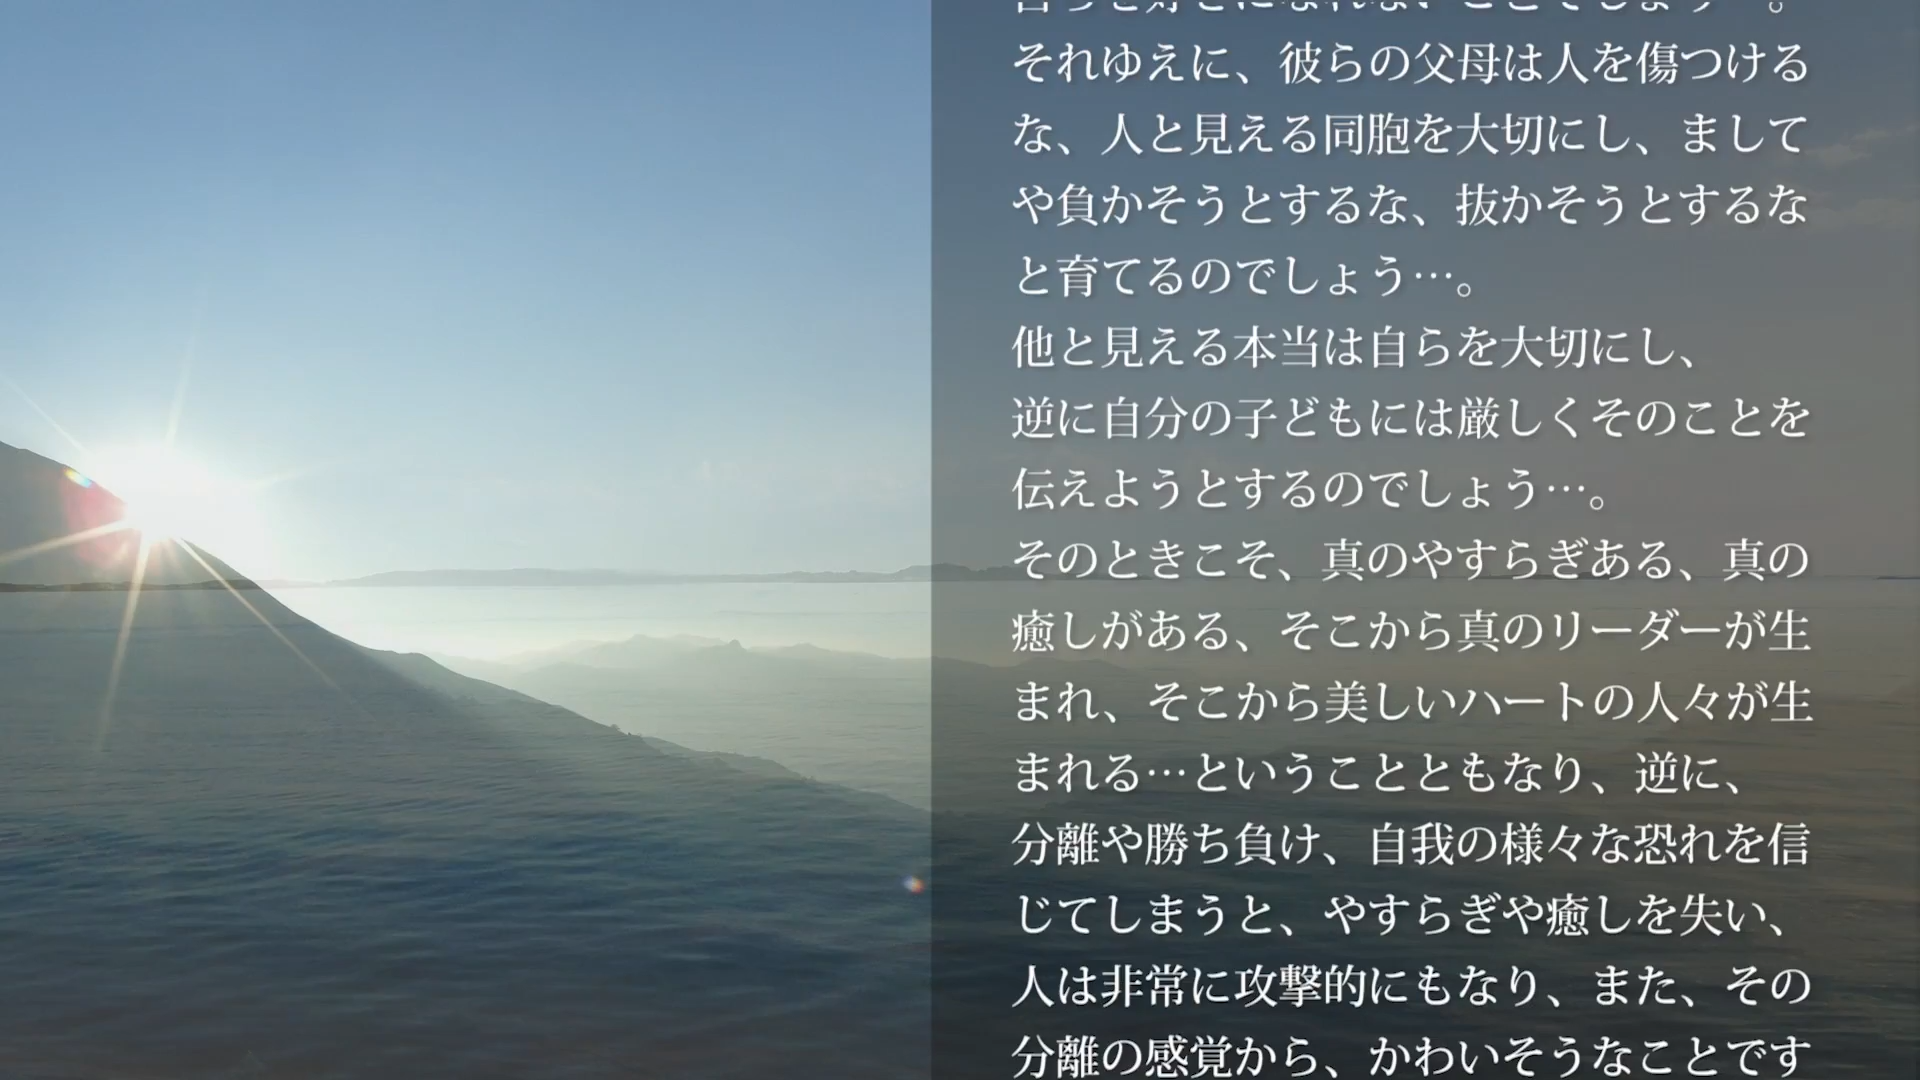 それゆえに、彼らの父母は人を傷つける
な、人と見える同胞を大切にし、まして
や負かそうとするな、抜かそうとするな
と育てるのでしょう…。
他と見える本当は自らを大切にし、
逆に自分の子どもには厳しくそのことを
伝えようとするのでしょう…。
そのときこそ、真のやすらぎある、真の
癒しがある、そこから真のリーダーが生
まれ、そこから美しいハートの人々が生
まれる…ということともなり、逆に、
分離や勝ち負け、自我の様々な恐れを信
じてしまうと、やすらぎや癒しを失い、
人は非常に攻撃的にもなり、また、その
分離の感覚から、かわいそうなことです